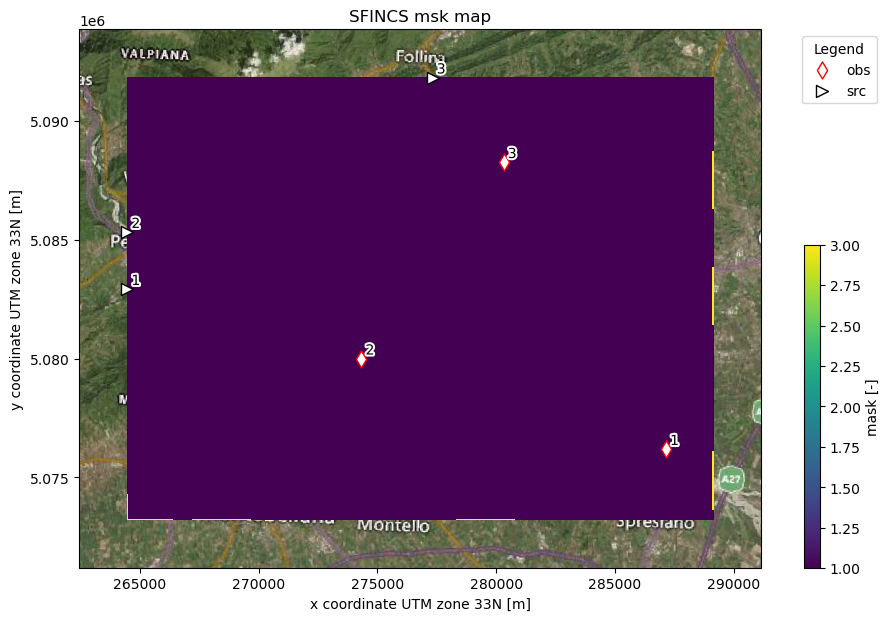 SFINCS msk map
1e6
VALPIANA
Follina
3
Legend
obs
src
5.090
3
2
Pe
5.085
1
3.00
2.75
2.50
2.25
2.00
1.75
1.50
1.25
1.00
mask [-]
5.080
2
1
5.075
A27
Montello
Spresiano
265000
270000
275000
280000
285000
290000
x coordinate UTM zone 33N [m]
y coordinate UTM zone 33N [m]